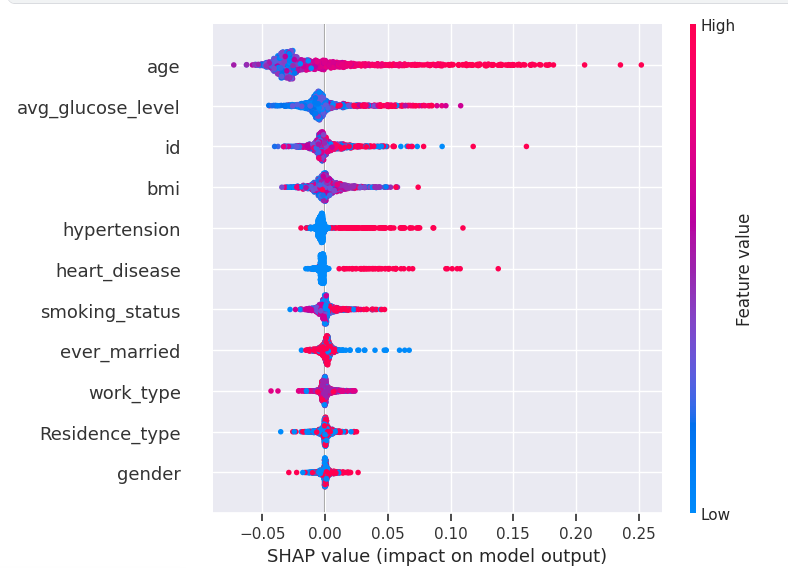 High
age
avg_glucose_level
id
bmi
hypertension
heart_disease
smoking_status
ever_married
work_type
Residence_type
gender
Feature value
Low
−0.05 0.00 0.05 0.10 0.15 0.20 0.25
SHAP value (impact on model output)